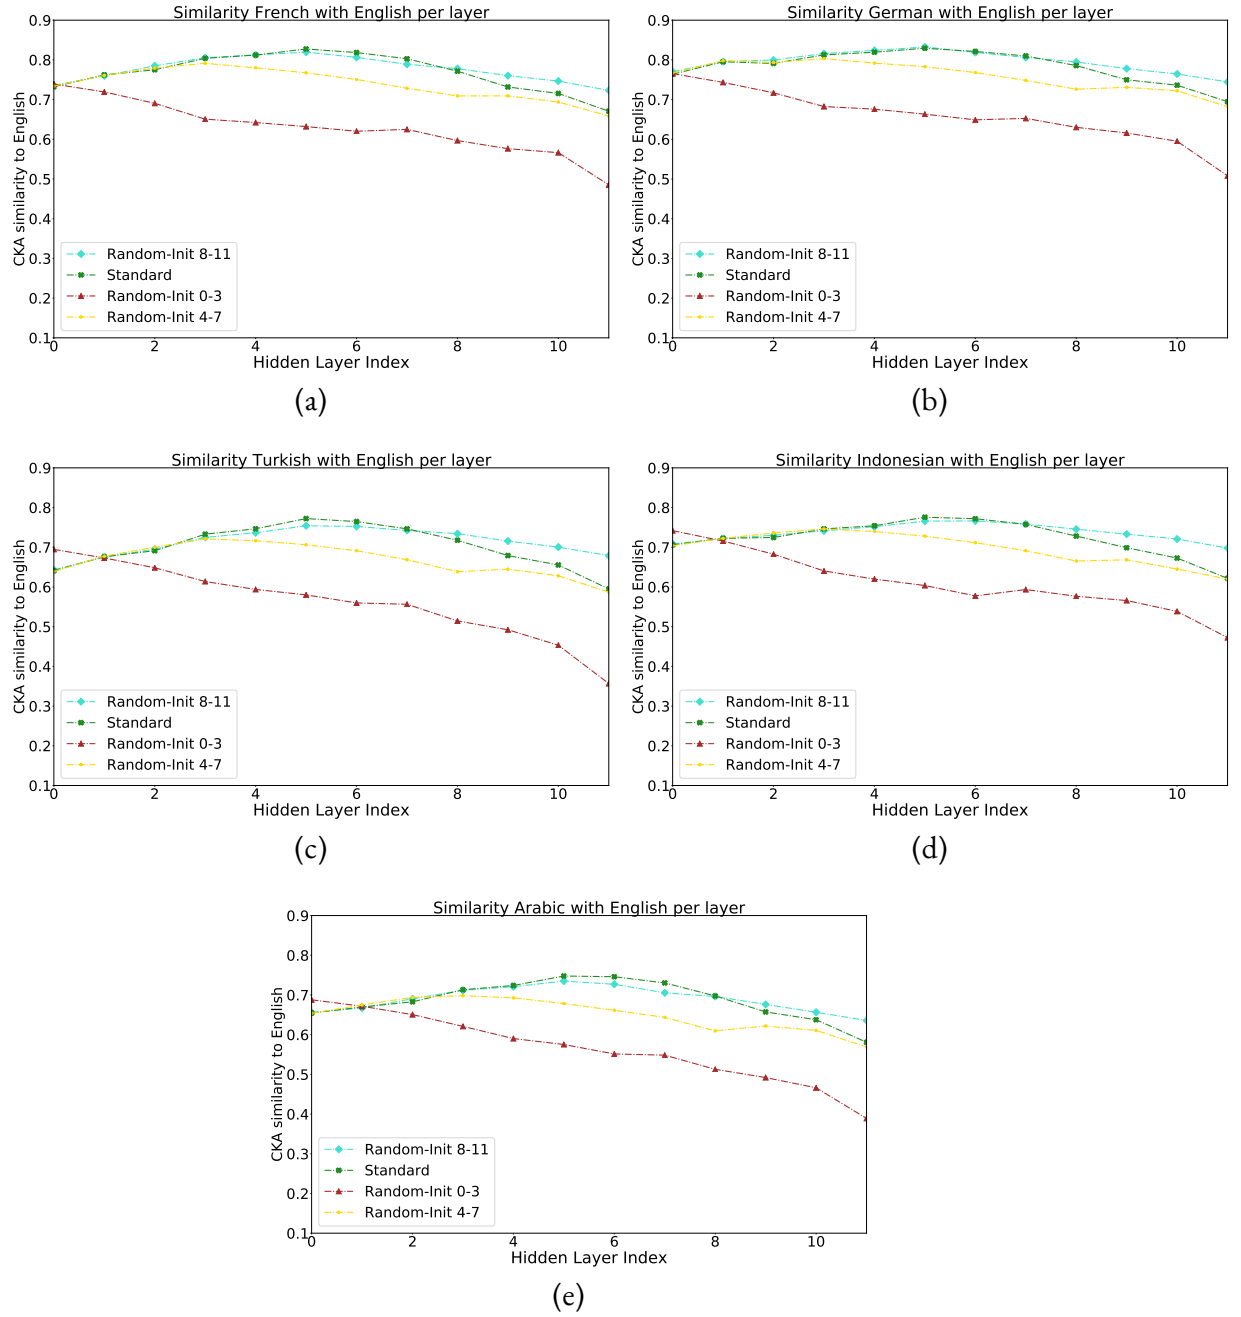 Similarity French with English per layer
CKA similarity to English
0.9
0.8
0.7
0.6
0.5
0.4
0.3
0.2
0.1
Random-Init 8-11
Standard
Random-Init 0-3
Random-Init 4-7
0 2 4 6 8 10
Hidden Layer Index
(a)
Similarity German with English per layer
CKA similarity to English
0.9
0.8
0.7
0.6
0.5
0.4
0.3
0.2
0.1
Random-Init 8-11
Standard
Random-Init 0-3
Random-Init 4-7
0 2 4 6 8 10
Hidden Layer Index
(b)
Similarity Turkish with English per layer
CKA similarity to English
0.9
0.8
0.7
0.6
0.5
0.4
0.3
0.2
0.1
Random-Init 8-11
Standard
Random-Init 0-3
Random-Init 4-7
0 2 4 6 8 10
Hidden Layer Index
(c)
Similarity Indonesian with English per layer
CKA similarity to English
0.9
0.8
0.7
0.6
0.5
0.4
0.3
0.2
0.1
Random-Init 8-11
Standard
Random-Init 0-3
Random-Init 4-7
0 2 4 6 8 10
Hidden Layer Index
(d)
Similarity Arabic with English per layer
CKA similarity to English
0.9
0.8
0.7
0.6
0.5
0.4
0.3
0.2
0.1
Random-Init 8-11
Standard
Random-Init 0-3
Random-Init 4-7
0 2 4 6 8 10
Hidden Layer Index
(e)